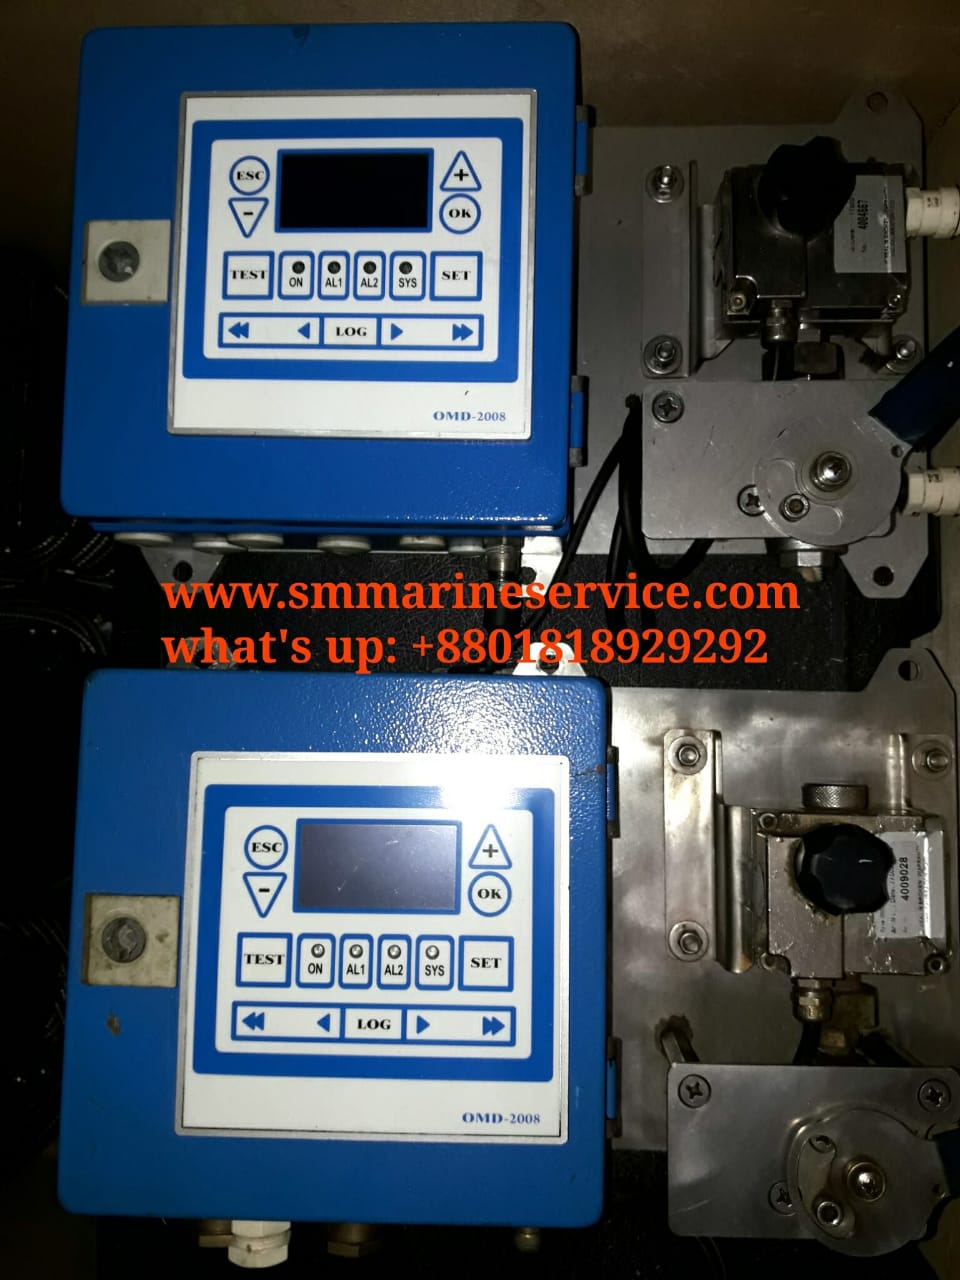 ESC
+
-
OK
TEST ON AL1 AL2 SYS SET
LOG
OMD-2008
4004667
www.smmarineservice.com
what's up: +8801818929292
ESC
+
-
OK
TEST ON AL1 AL2 SYS SET
LOG
OMD-2008
4009028